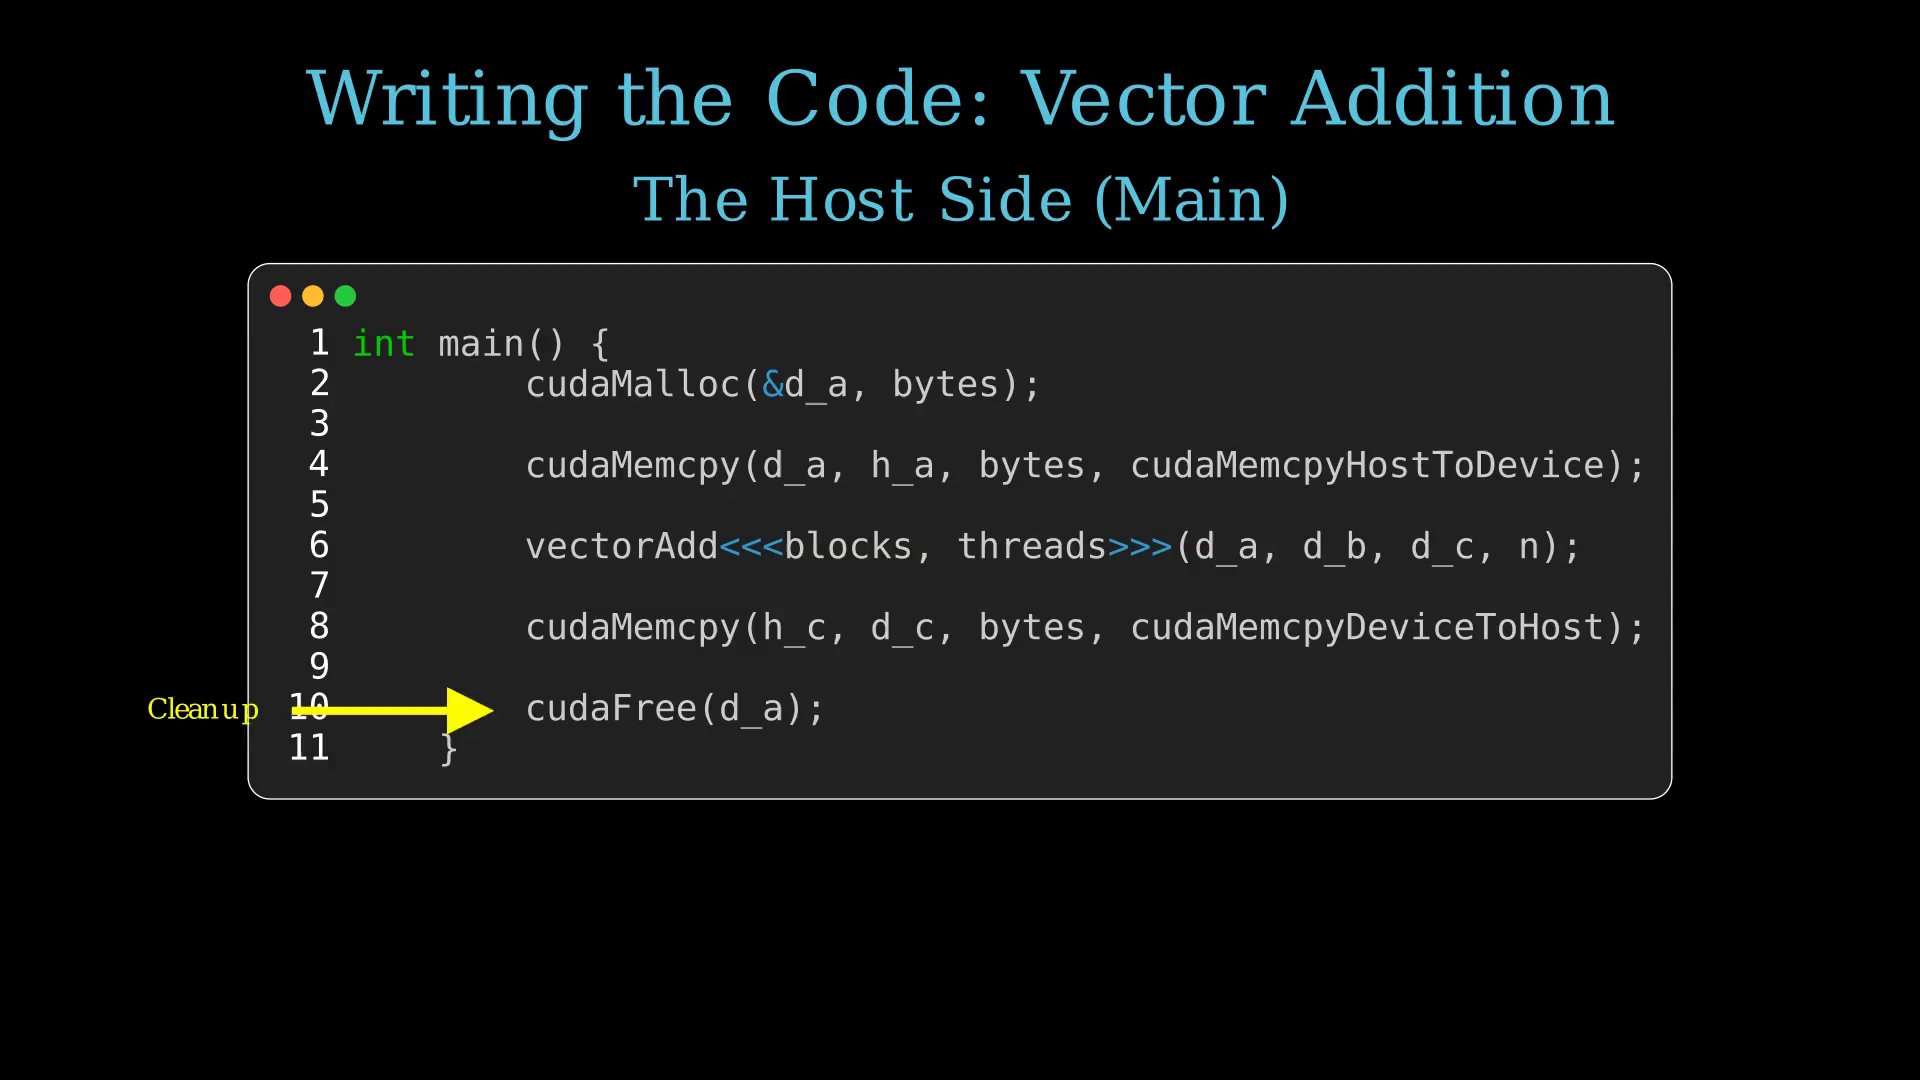 Writing the Code: Vector Addition
The Host Side (Main)
1 int main() {
2 cudaMalloc(&d_a, bytes);
3
4 cudaMemcpy(d_a, h_a, bytes, cudaMemcpyHostToDevice);
5
6 vectorAdd<<<blocks, threads>>>(d_a, d_b, d_c, n);
7
8 cudaMemcpy(h_c, d_c, bytes, cudaMemcpyDeviceToHost);
9
Cleanup 10 cudaFree(d_a);
11 }